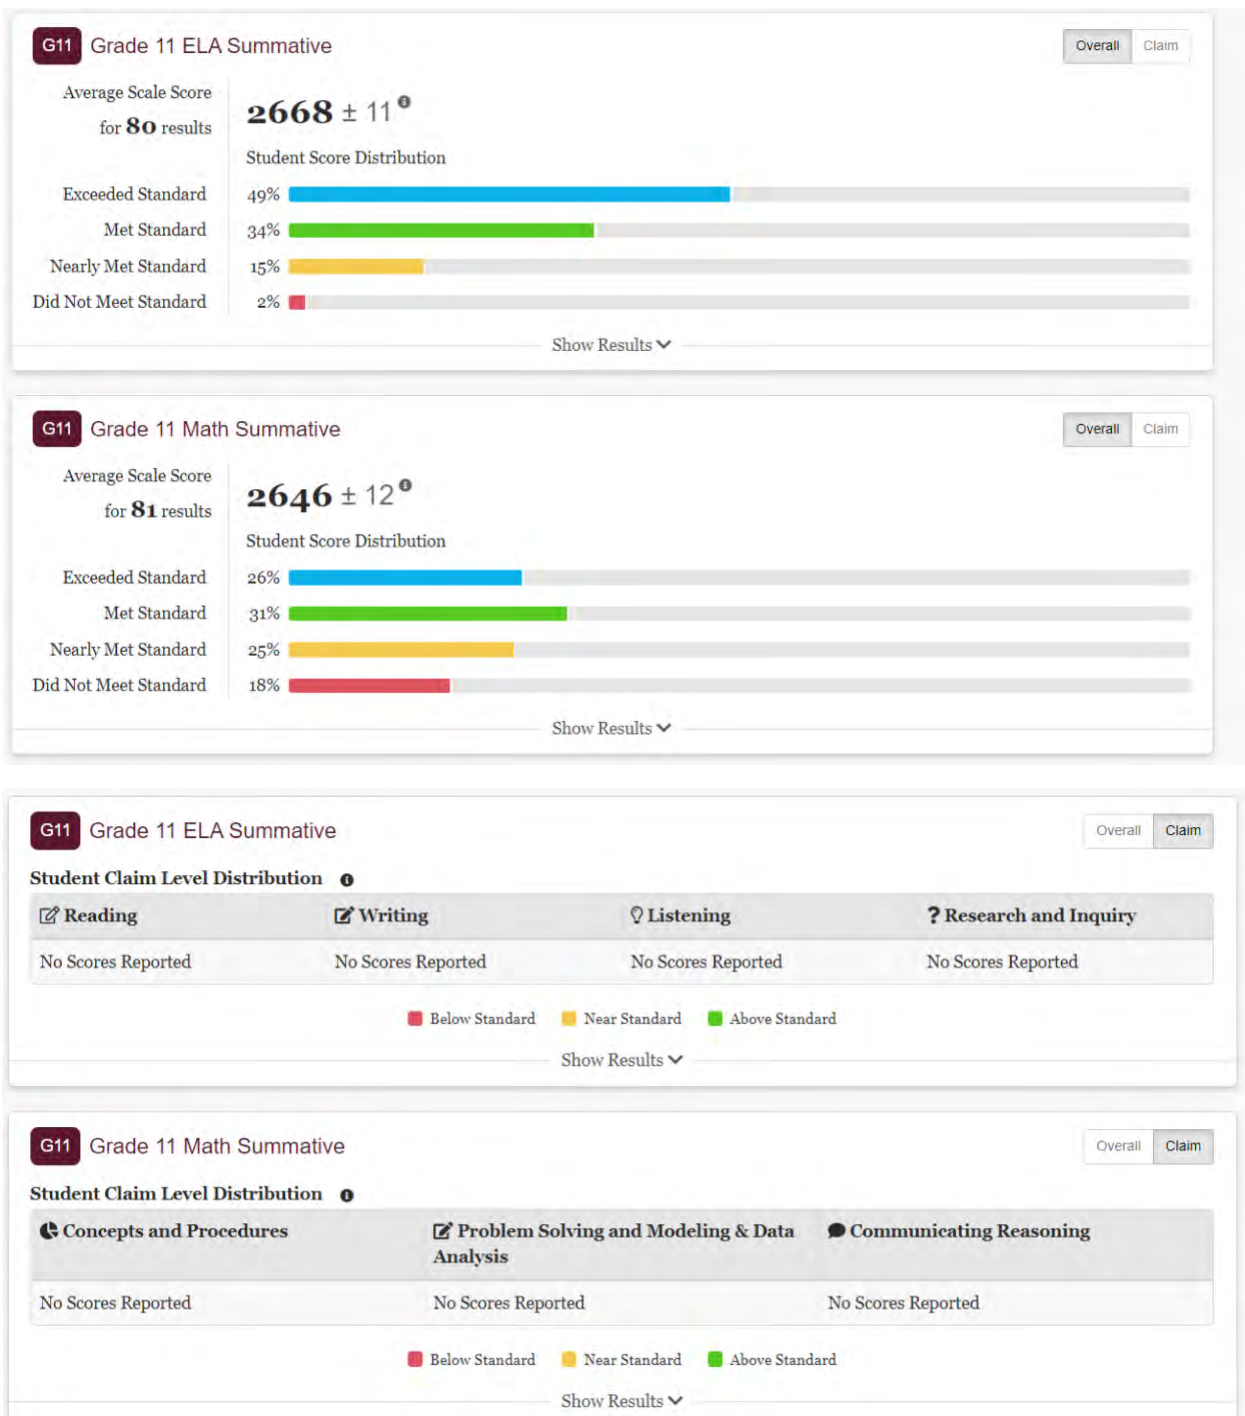 G11 Grade 11 ELA Summative
Overall Claim
Average Scale Score
for 80 results
2668 ± 11
Student Score Distribution
Exceeded Standard 49%
Met Standard 34%
Nearly Met Standard 15%
Did Not Meet Standard 2%
Show Results
G11 Grade 11 Math Summative
Overall Claim
Average Scale Score
for 81 results
2646 ± 12
Student Score Distribution
Exceeded Standard 26%
Met Standard 31%
Nearly Met Standard 25%
Did Not Meet Standard 18%
Show Results
G11 Grade 11 ELA Summative
Overall Claim
Student Claim Level Distribution
Reading Writing Listening ? Research and Inquiry
No Scores Reported No Scores Reported No Scores Reported No Scores Reported
Below Standard Near Standard Above Standard
Show Results
G11 Grade 11 Math Summative
Overall Claim
Student Claim Level Distribution
Concepts and Procedures Problem Solving and Modeling & Data Communicating Reasoning
Analysis
No Scores Reported No Scores Reported No Scores Reported
Below Standard Near Standard Above Standard
Show Results